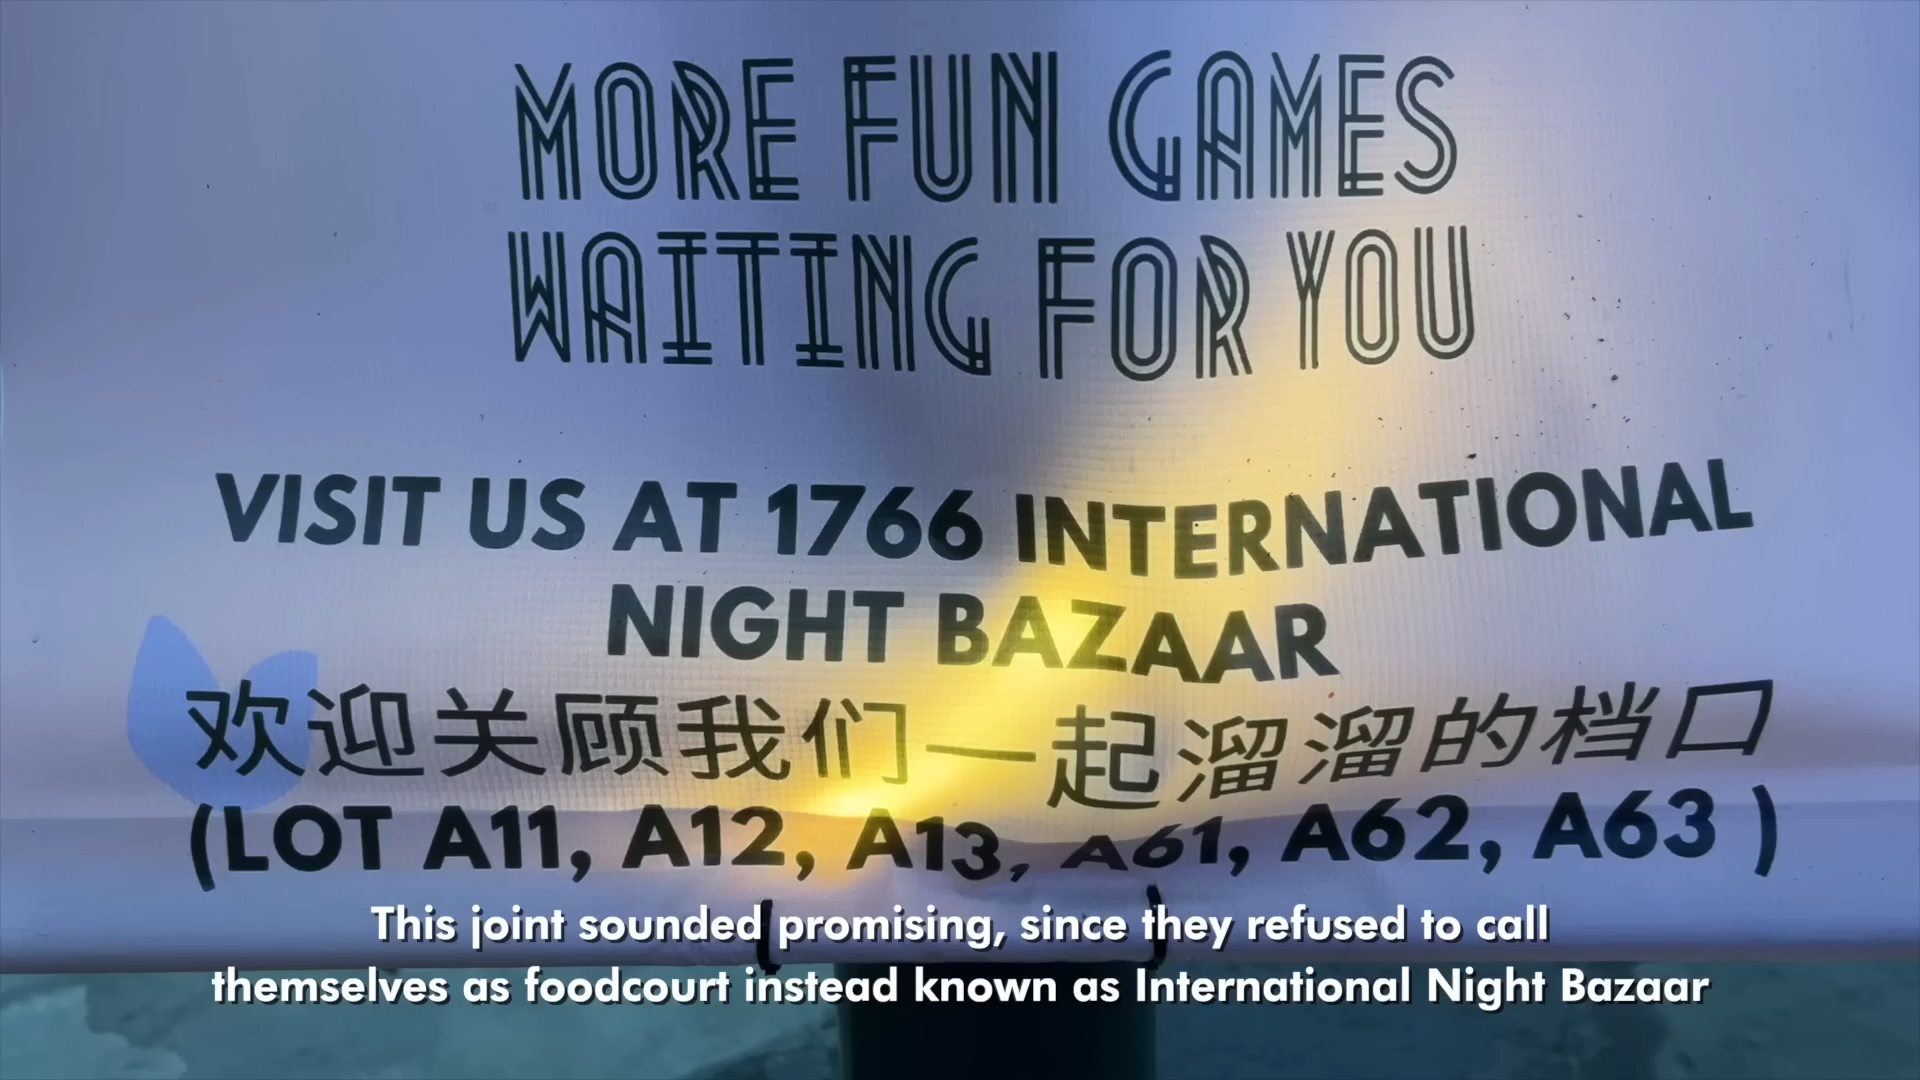 MORE FUN GAMES
WAITING FOR YOU
VISIT US AT 1766 INTERNATIONAL
NIGHT BAZAAR
欢迎关顾我们一起溜溜的档口
(LOT A11, A12, A13, A61, A62, A63 )
This joint sounded promising, since they refused to call
themselves as foodcourt instead known as International Night Bazaar